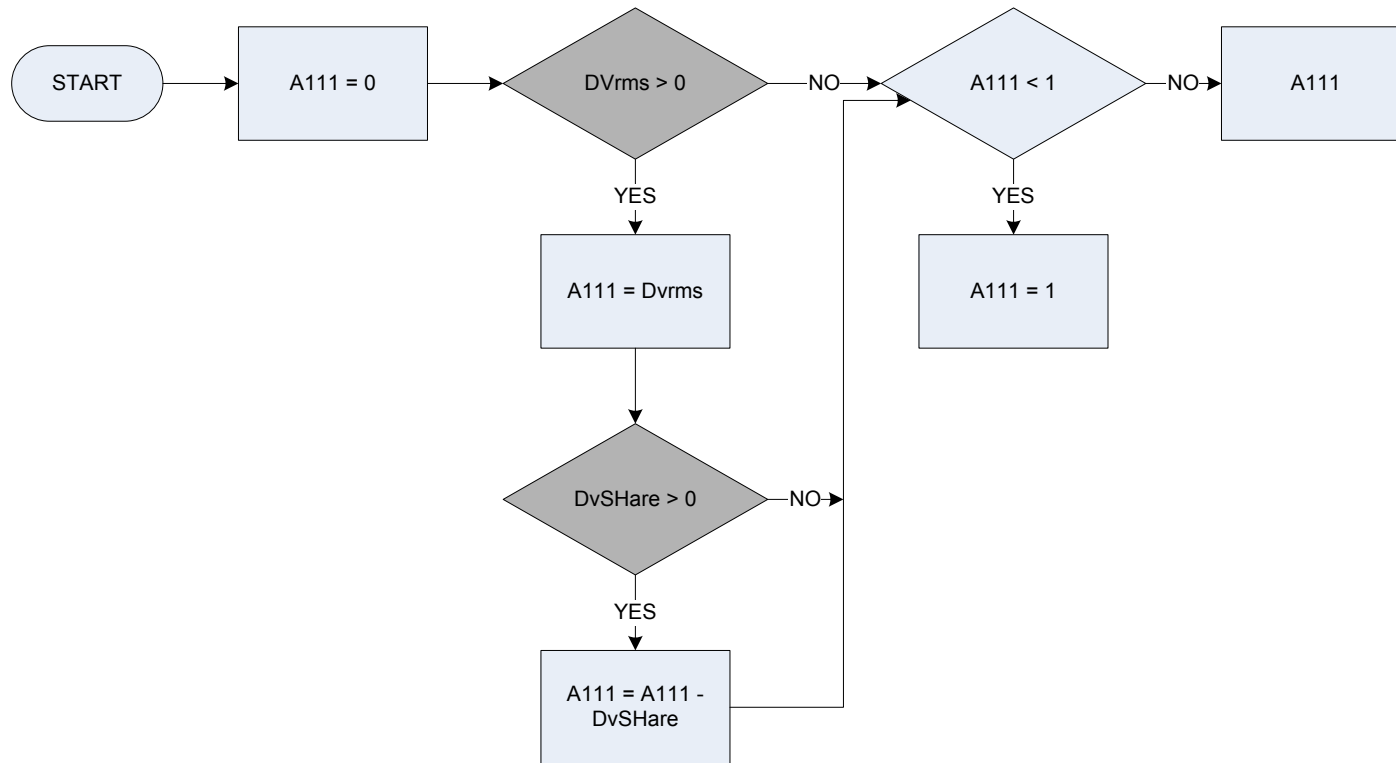 START
A111 = 0
DVrms > 0
NO
A111 < 1
NO
A111
YES
YES
A111 = Dvrms
A111 = 1
DvSHare > 0
NO
YES
A111 = A111 -
DvSHare